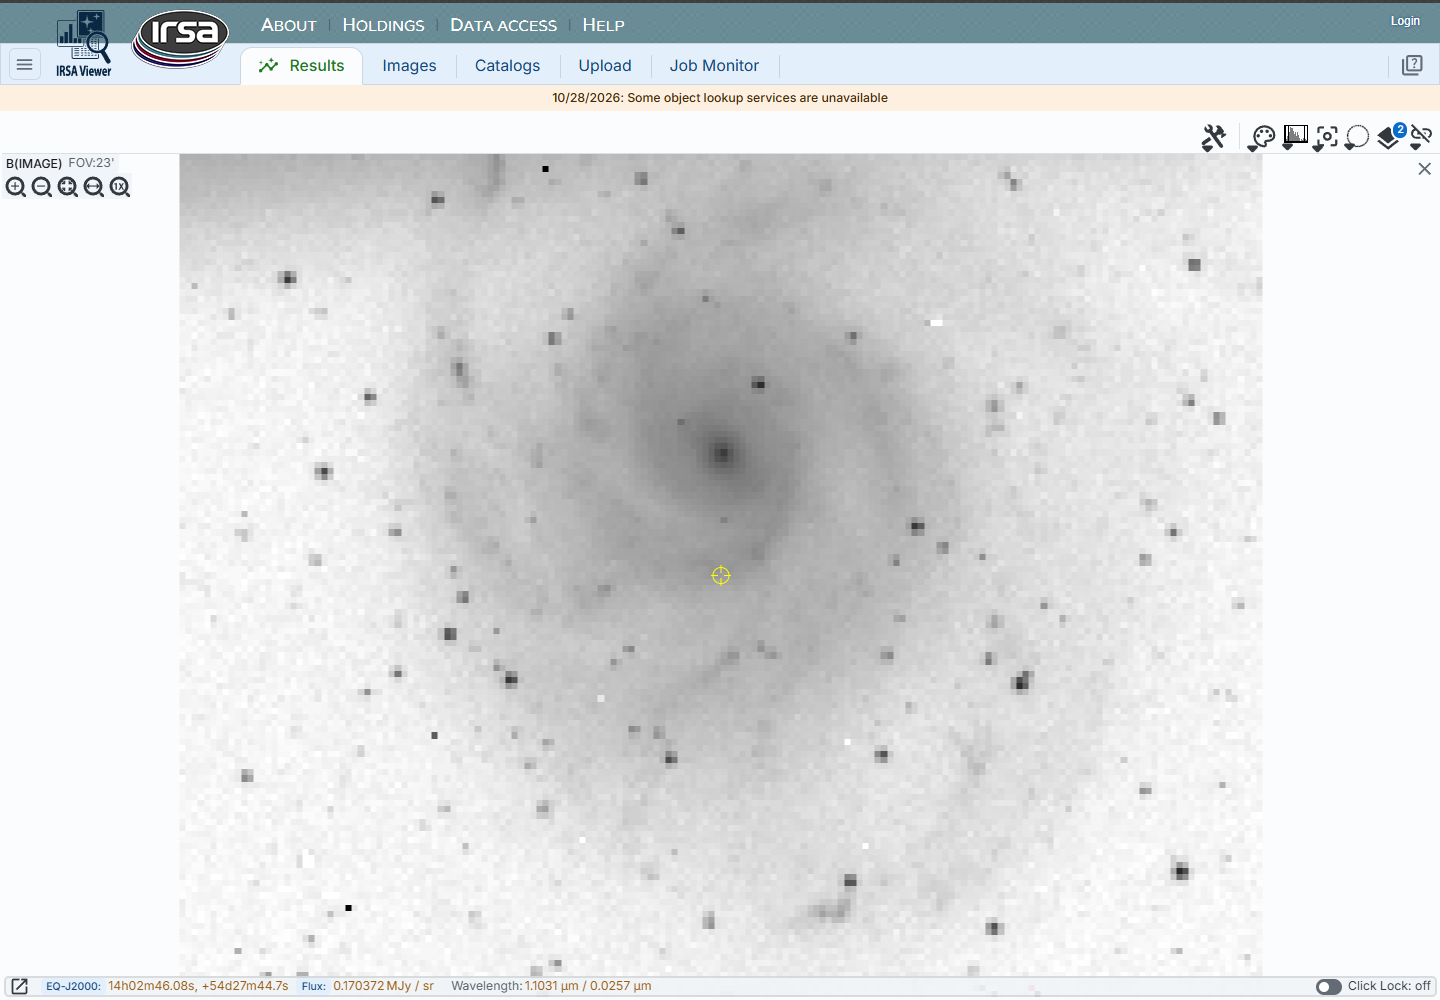 Login
About Holdings Data access Help
irsa
IRSA Viewer
Results Images Catalogs Upload Job Monitor
10/28/2026: Some object lookup services are unavailable
2
B(IMAGE) FOV:23'
1X
EQ-J2000: 14h02m46.08s, +54d27m44.7s Flux: 0.170372 MJy / sr Wavelength: 1.1031 μm / 0.0257 μm Click Lock: off